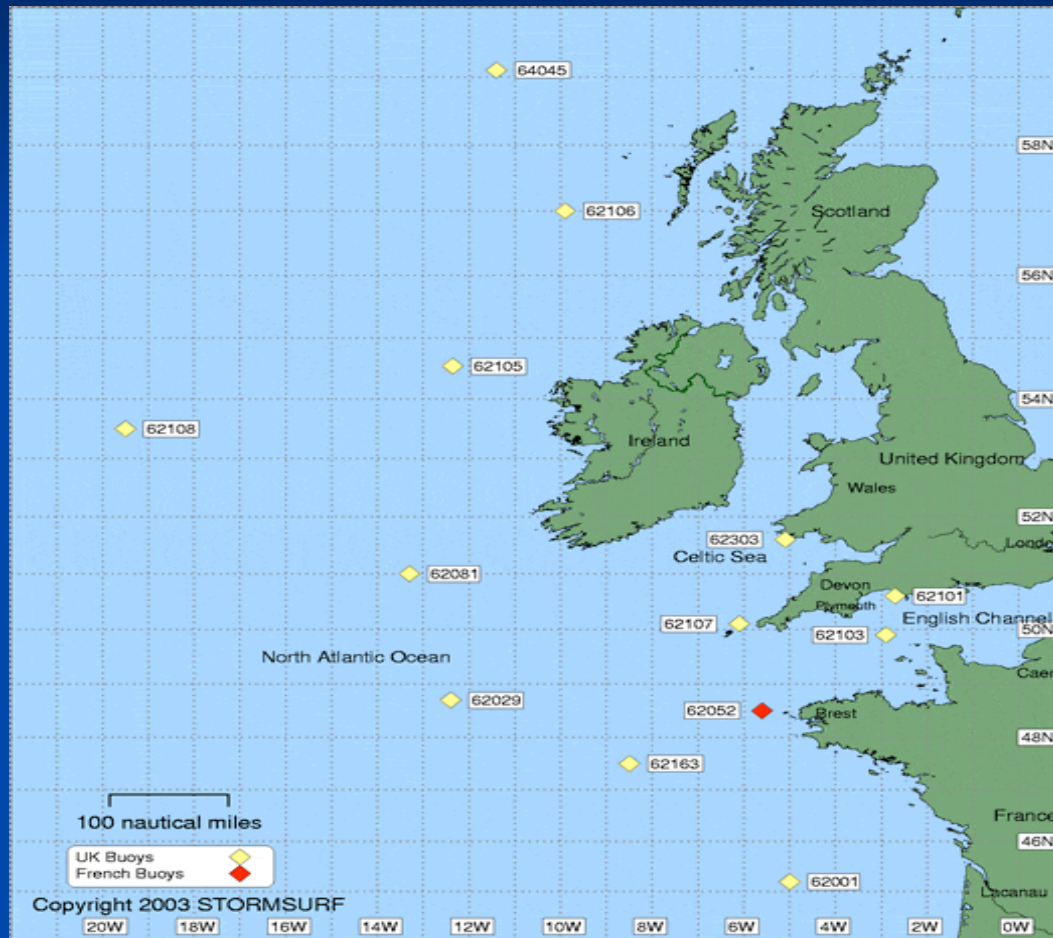 64045
58N
62106
Scotland
56N
62105
54N
62108
Ireland
United Kingdom
Wales
52N
62303
Londo
Celtic Sea
62081
Devon
62101
Plymouth
English Channel
62107
62103
50N
North Atlantic Ocean
Caen
62029
62052
Brest
48N
62163
100 nautical miles
France
46N
UK Buoys
French Buoys
62001
Lacanau
Copyright 2003 STORMSURF
20W 18W 16W 14W 12W 10W 8W 6W 4W 2W 0W